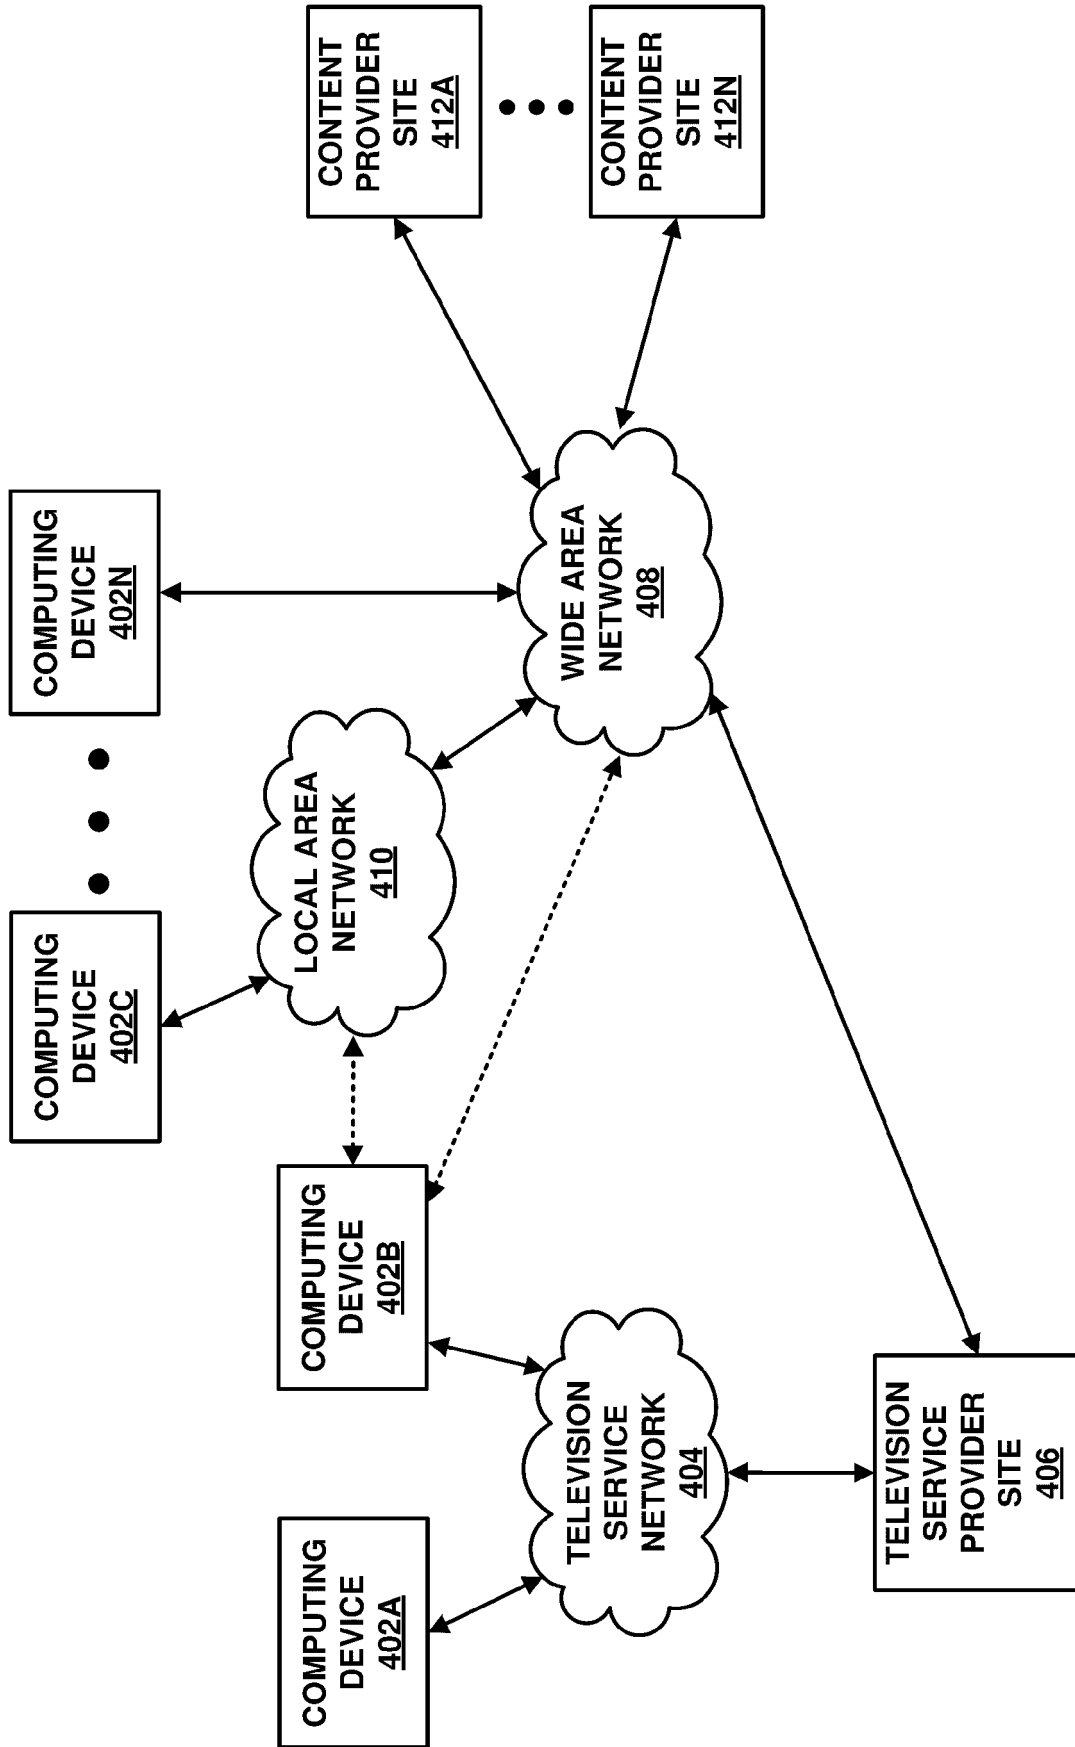 COMPUTING
DEVICE
402A
COMPUTING
DEVICE
402B
COMPUTING
DEVICE
402C
COMPUTING
DEVICE
402N
TELEVISION
SERVICE
NETWORK
404
LOCAL AREA
NETWORK
410
WIDE AREA
NETWORK
408
CONTENT
PROVIDER
SITE
412A
CONTENT
PROVIDER
SITE
412N
TELEVISION
SERVICE
PROVIDER
SITE
406